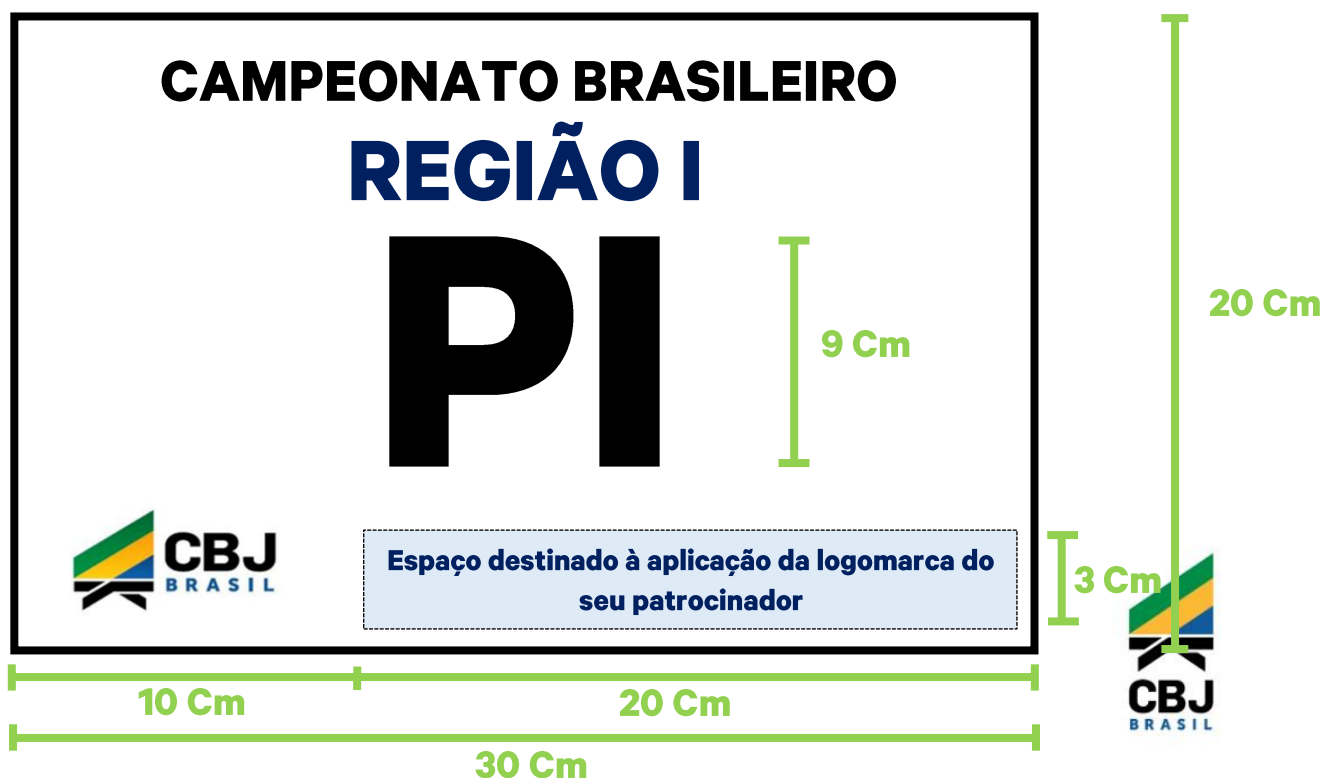 CAMPEONATO BRASILEIRO
REGIÃO I
PI
9 Cm
20 Cm
CBJ
BRASIL
Espaço destinado à aplicação da logomarca do
seu patrocinador
3 Cm
CBJ
BRASIL
10 Cm
20 Cm
30 Cm